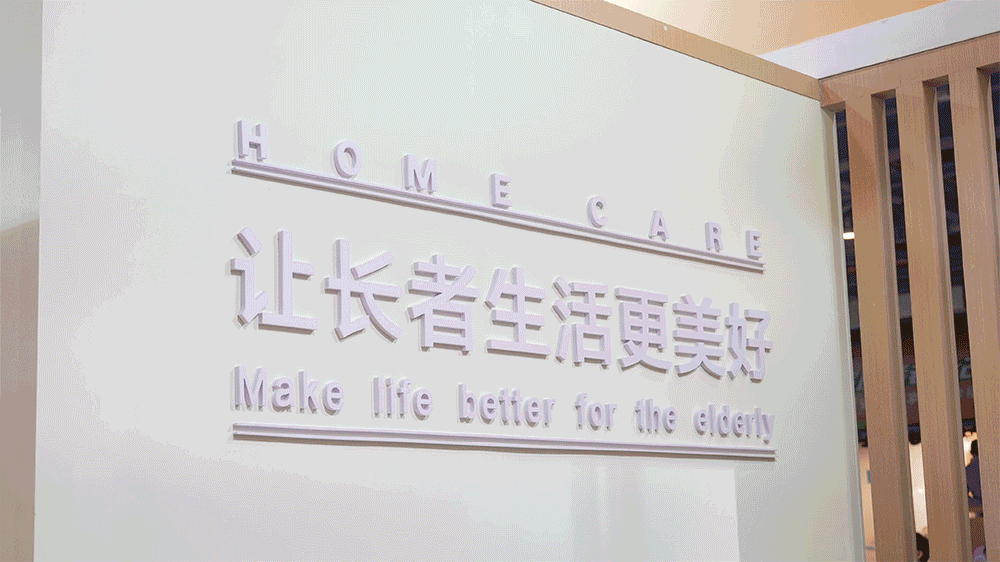 HOME CARE
让长者生活更美好
Make life better for the elderly